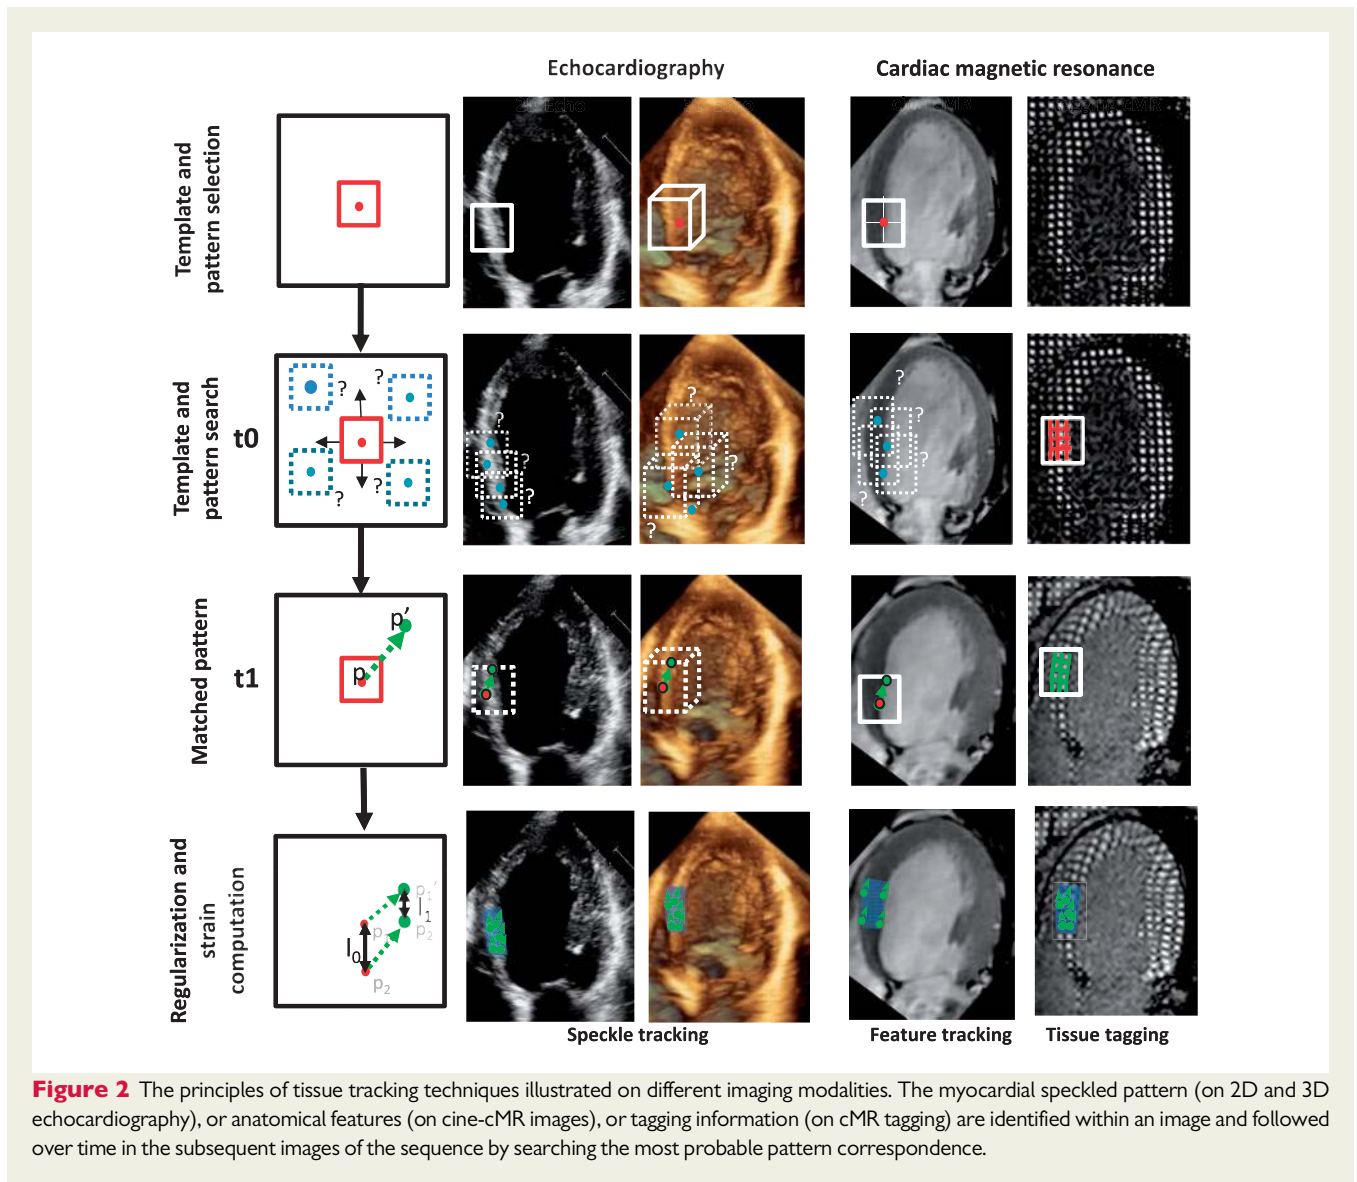 Echocardiography
Cardiac magnetic resonance
Template and
pattern selection
Template and
pattern search
t0
? ?
? ?
?
?
?
?
?
?
?
?
?
?
Matched pattern
t1
p’
p
Regularization and
strain
computation
p₁’
l₁
p₁
p₂’
l₀
p₂
Speckle tracking
Feature tracking
Tissue tagging
Figure 2 The principles of tissue tracking techniques illustrated on different imaging modalities. The myocardial speckled pattern (on 2D and 3D
echocardiography), or anatomical features (on cine-cMR images), or tagging information (on cMR tagging) are identified within an image and followed
over time in the subsequent images of the sequence by searching the most probable pattern correspondence.